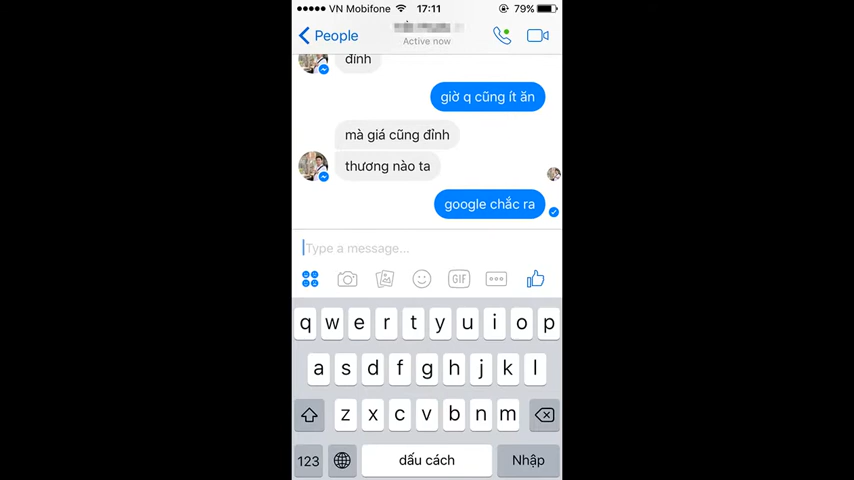 VN Mobifone 17:11 79%
People
Active now
đỉnh
giờ q cũng ít ăn
mà giá cũng đỉnh
thương nào ta
google chắc ra
Type a message...
GIF
q w e r t y u i o p
a s d f g h j k l
z x c v b n m
123 dấu cách Nhập